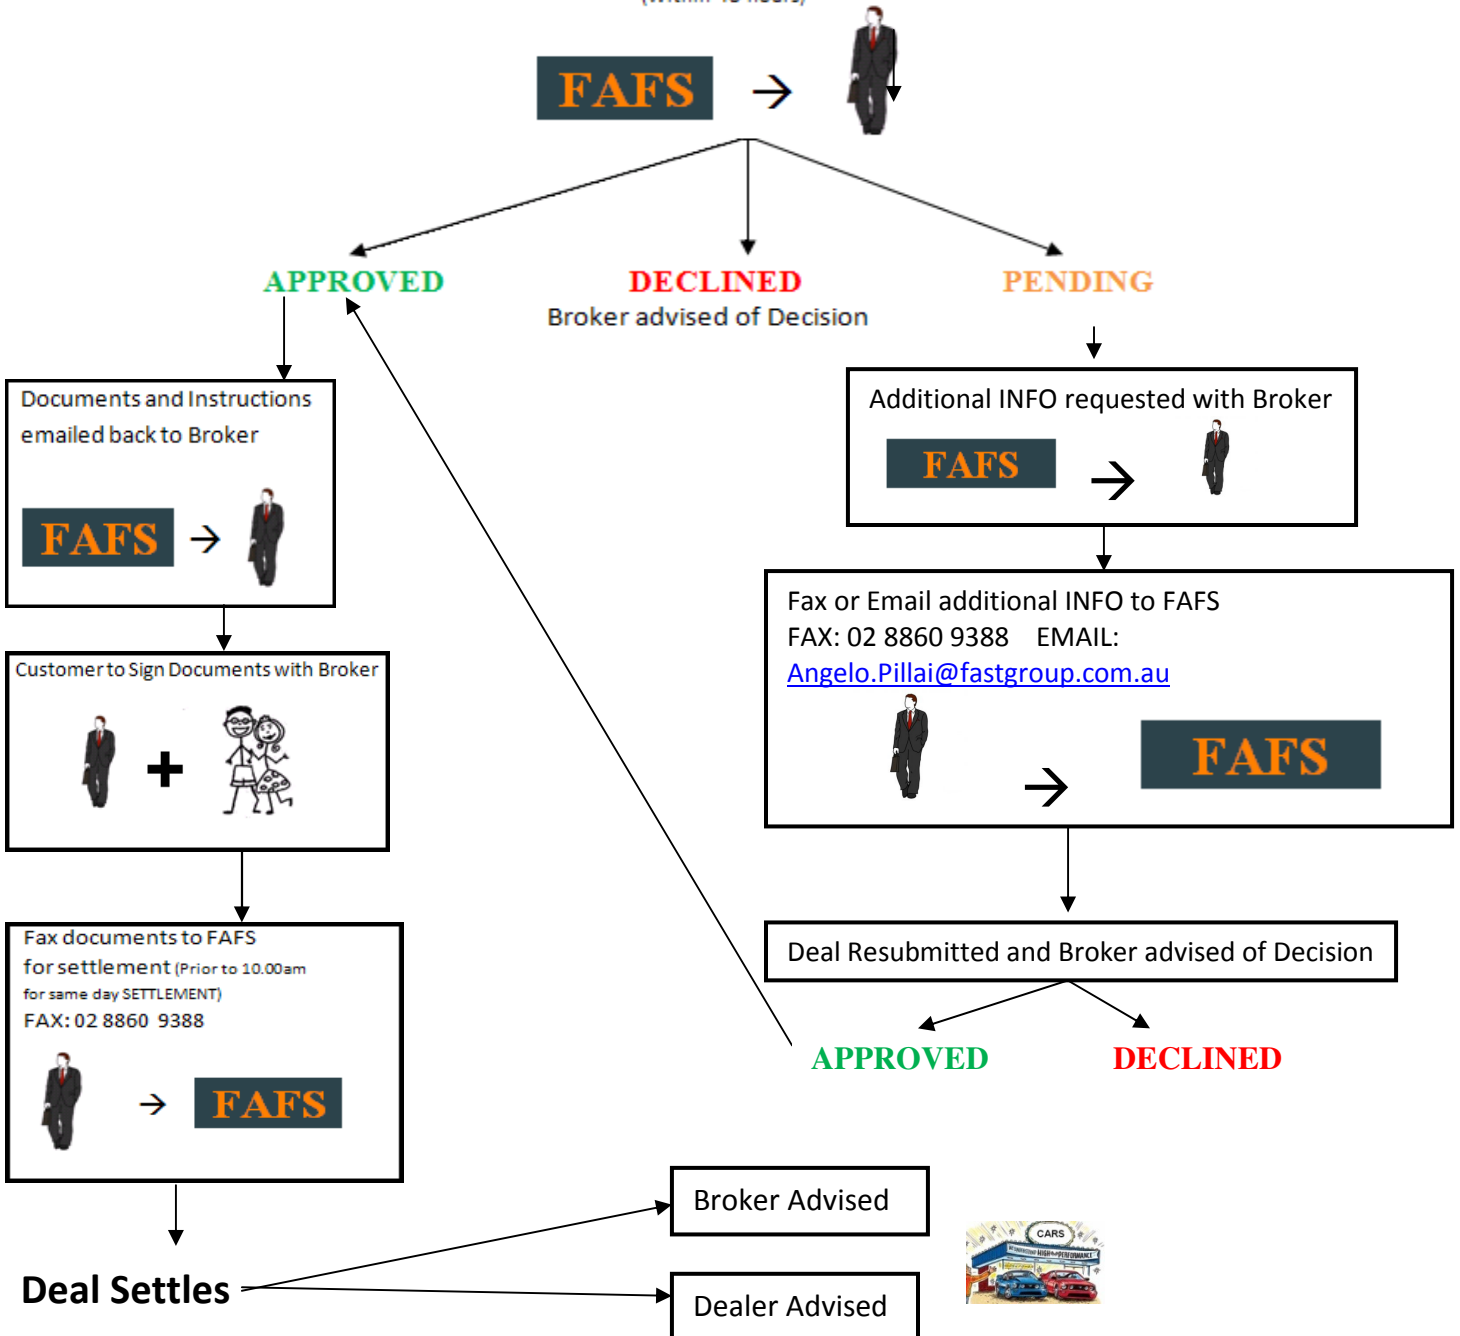 FAFS →
APPROVED DECLINED PENDING
Broker advised of Decision
Documents and Instructions
emailed back to Broker
FAFS →
Customer to Sign Documents with Broker
+
Fax documents to FAFS
for settlement (Prior to 10.00am
for same day SETTLEMENT)
FAX: 02 8860 9388
→ FAFS
Additional INFO requested with Broker
FAFS →
Fax or Email additional INFO to FAFS
FAX: 02 8860 9388 EMAIL:
Angelo.Pillai@fastgroup.com.au
→ FAFS
Deal Resubmitted and Broker advised of Decision
APPROVED DECLINED
Deal Settles
Broker Advised
Dealer Advised
CARS
HIGH PERFORMANCE